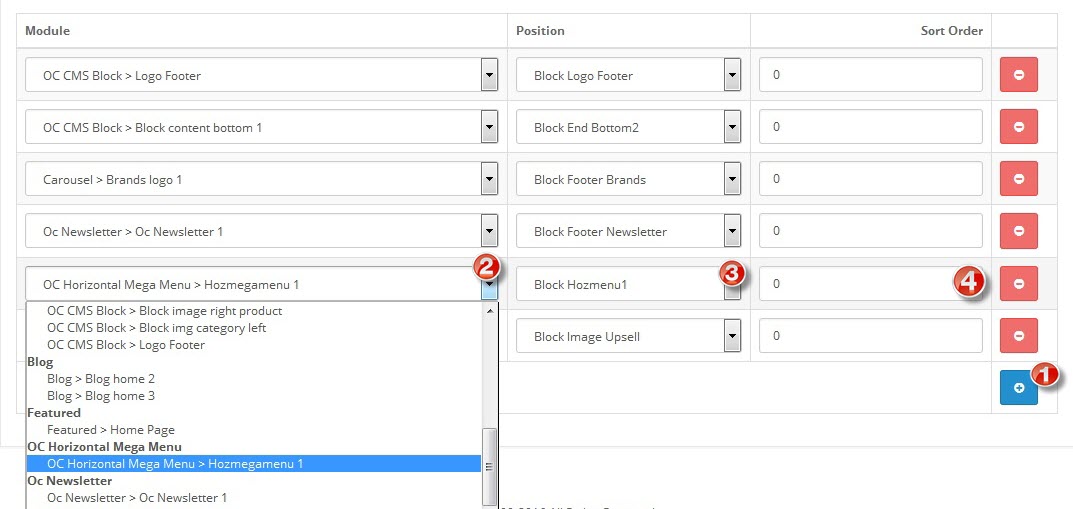 Module Position Sort Order
OC CMS Block > Logo Footer Block Logo Footer 0
OC CMS Block > Block content bottom 1 Block End Bottom2 0
Carousel > Brands logo 1 Block Footer Brands 0
Oc Newsletter > Oc Newsletter 1 Block Footer Newsletter 0
2 3 4
OC Horizontal Mega Menu > Hozmegamenu 1 Block Hozmenu1 0
OC CMS Block > Block image right product
OC CMS Block > Block img category left
Block Image Upsell 0
OC CMS Block > Logo Footer
Blog
1
Blog > Blog home 2
Blog > Blog home 3
Featured
Featured > Home Page
OC Horizontal Mega Menu
OC Horizontal Mega Menu > Hozmegamenu 1
Oc Newsletter
Oc Newsletter > Oc Newsletter 1